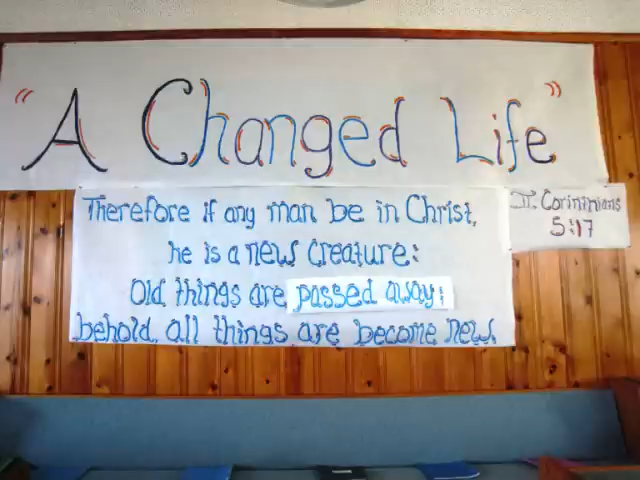 "A Changed Life"
Therefore if any man be in Christ,
he is a new creature:
Old things are passed away;
behold, all things are become new.
II. Corininians
5:17